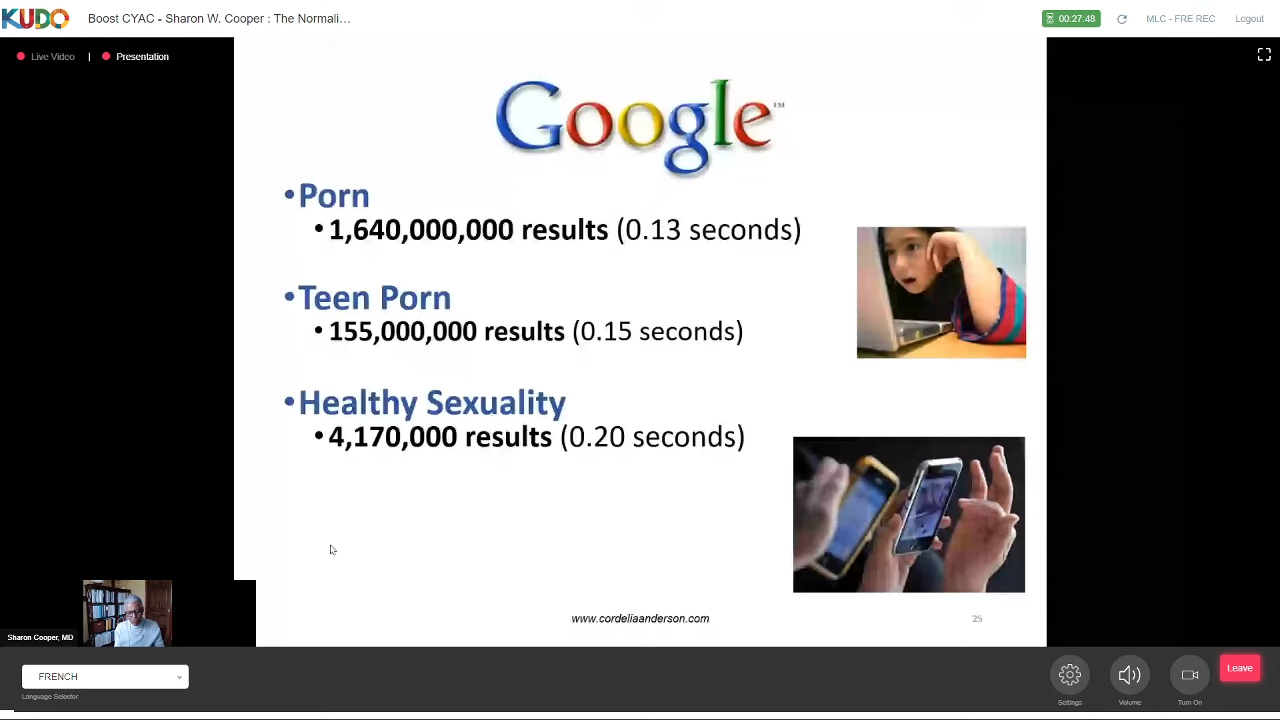 KUDO
Boost CYAC - Sharon W. Cooper : The Normali...
00:27:48
MLC - FRE REC
Logout
Live Video | Presentation
Google™
•Porn
•1,640,000,000 results (0.13 seconds)
•Teen Porn
•155,000,000 results (0.15 seconds)
•Healthy Sexuality
•4,170,000 results (0.20 seconds)
www.cordeliaanderson.com
25
Sharon Cooper, MD
FRENCH
Language Selector
Settings
Volume
Turn On
Leave